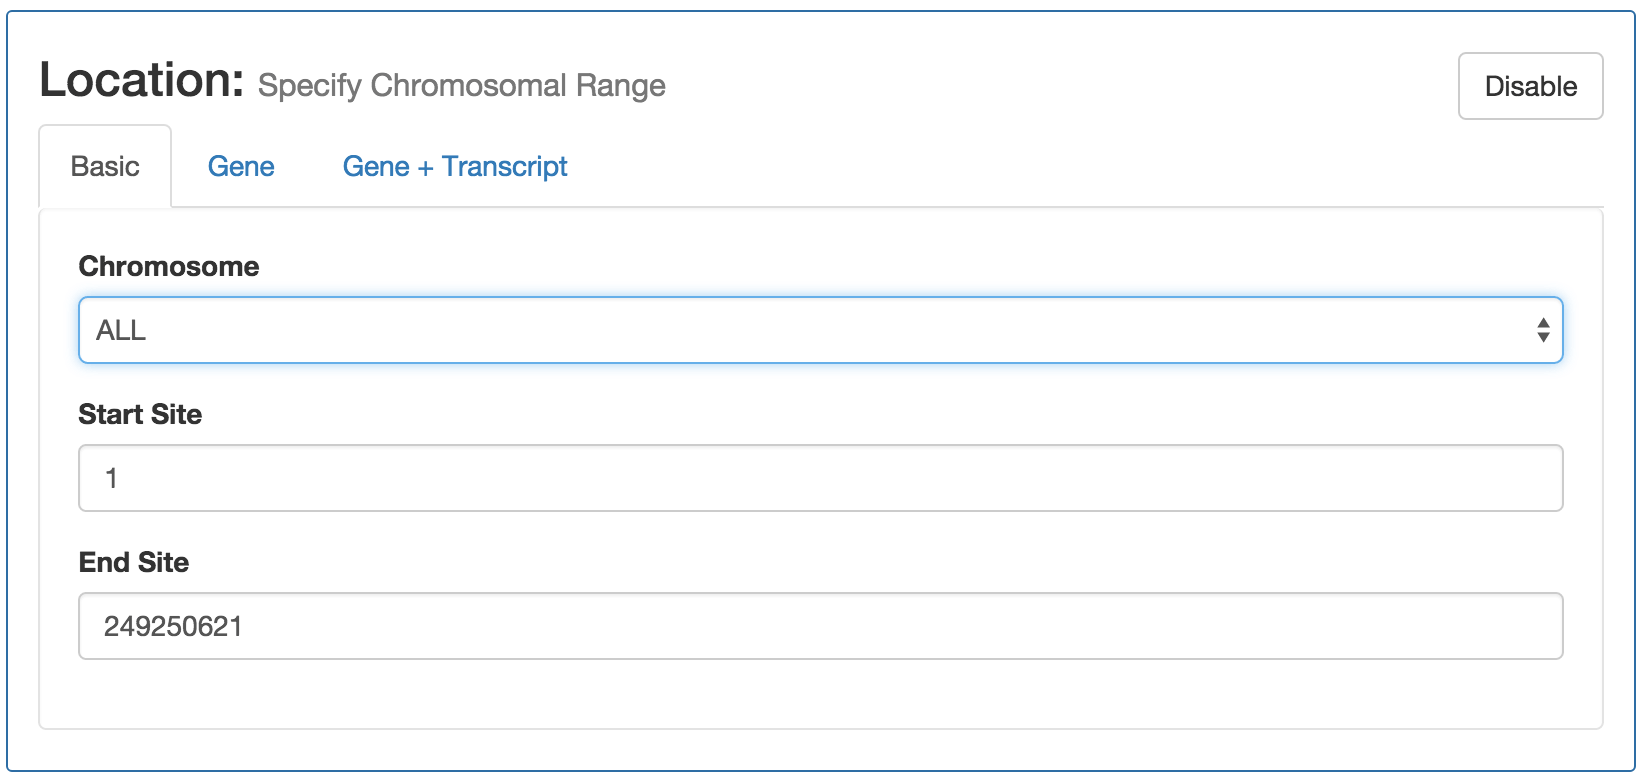 Location: Specify Chromosomal Range
Disable
Basic Gene Gene + Transcript
Chromosome
ALL
Start Site
1
End Site
249250621